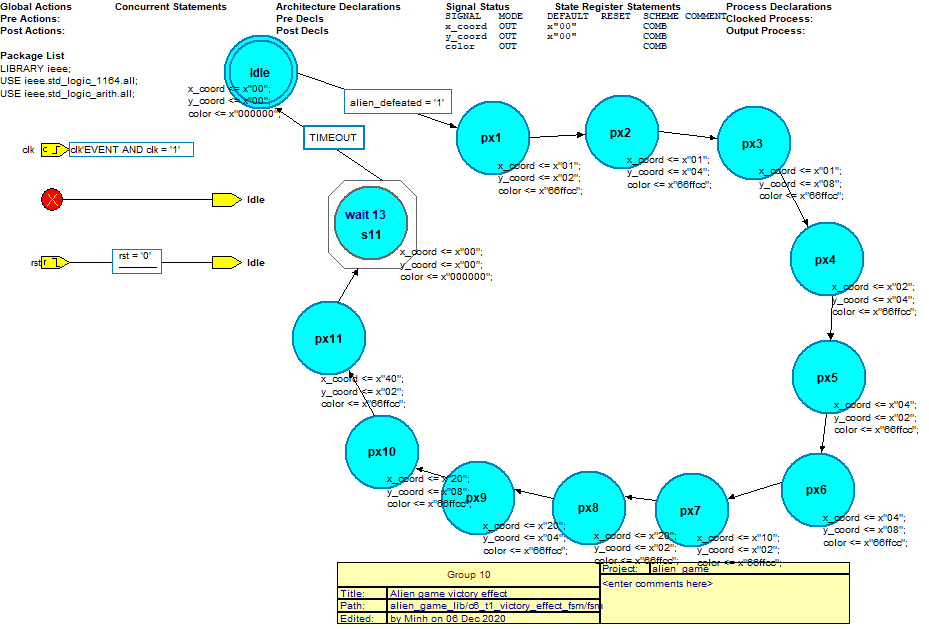 Global Actions
Pre Actions:
Post Actions:
Concurrent Statements
Architecture Declarations
Pre Decls
Post Decls
Signal Status
SIGNAL MODE DEFAULT RESET SCHEME COMMENT
x_coord OUT x"00" COMB
y_coord OUT x"00" COMB
color OUT COMB
State Register Statements
Process Declarations
Clocked Process:
Output Process:
Package List
LIBRARY ieee;
USE ieee.std_logic_1164.all;
USE ieee.std_logic_arith.all;
Idle
x_coord <= x"00";
y_coord <= x"00";
color <= x"000000";
alien_defeated = '1'
TIMEOUT
px1
x_coord <= x"01";
y_coord <= x"02";
color <= x"66ffcc";
px2
x_coord <= x"01";
y_coord <= x"04";
color <= x"66ffcc";
px3
x_coord <= x"01";
y_coord <= x"08";
color <= x"66ffcc";
clk
c
clk'EVENT AND clk = '1'
Idle
rst
r
rst = '0'
Idle
wait 13
s11
x_coord <= x"00";
y_coord <= x"00";
color <= x"000000";
px4
x_coord <= x"02";
y_coord <= x"04";
color <= x"66ffcc";
px5
x_coord <= x"04";
y_coord <= x"02";
color <= x"66ffcc";
px6
x_coord <= x"04";
y_coord <= x"08";
color <= x"66ffcc";
px7
x_coord <= x"10";
y_coord <= x"02";
color <= x"66ffcc";
px8
x_coord <= x"20";
y_coord <= x"02";
color <= x"66ffcc";
px9
x_coord <= x"20";
y_coord <= x"04";
color <= x"66ffcc";
px10
x_coord <= x"20";
y_coord <= x"08";
color <= x"66ffcc";
px11
x_coord <= x"40";
y_coord <= x"02";
color <= x"66ffcc";
Group 10
Title: Alien game victory effect
Path: alien_game_lib/c6_t1_victory_effect_fsm/fsm
Edited: by Minh on 06 Dec 2020
Project: alien_game
<enter comments here>